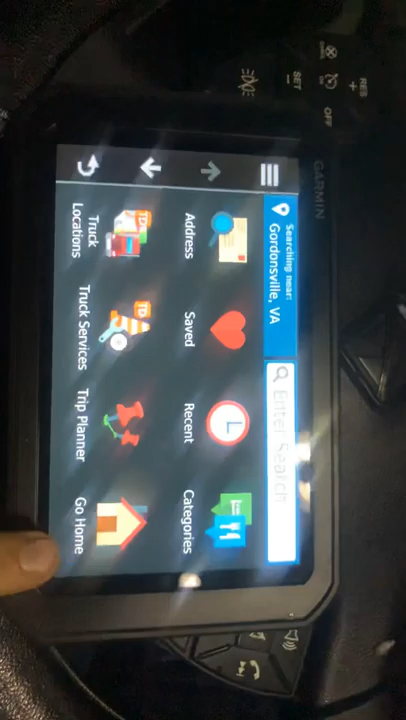 RES
+
OFF
CANCEL
SET
-
GARMIN
Searching near:
Gordonsville, VA
Enter Search
Address
Saved
Recent
Categories
Truck
Locations
Truck Services
Trip Planner
Go Home